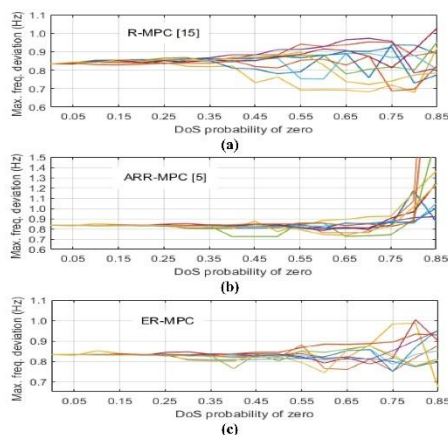 R-MPC [15]
Max. freq. deviation (Hz)
1.1
1
0.9
0.8
0.7
0.6
0.05 0.15 0.25 0.35 0.45 0.55 0.65 0.75 0.85
DoS probability of zero
(a)
ARR-MPC [5]
Max. freq. deviation (Hz)
1.5
1.4
1.3
1.2
1.1
1.0
0.9
0.8
0.7
0.6
0.05 0.15 0.25 0.35 0.45 0.55 0.65 0.75 0.85
DoS probability of zero
(b)
ER-MPC
Max. freq. deviation (Hz)
1.1
1.0
0.9
0.8
0.7
0.05 0.15 0.25 0.35 0.45 0.55 0.65 0.75 0.85
DoS probability of zero
(c)